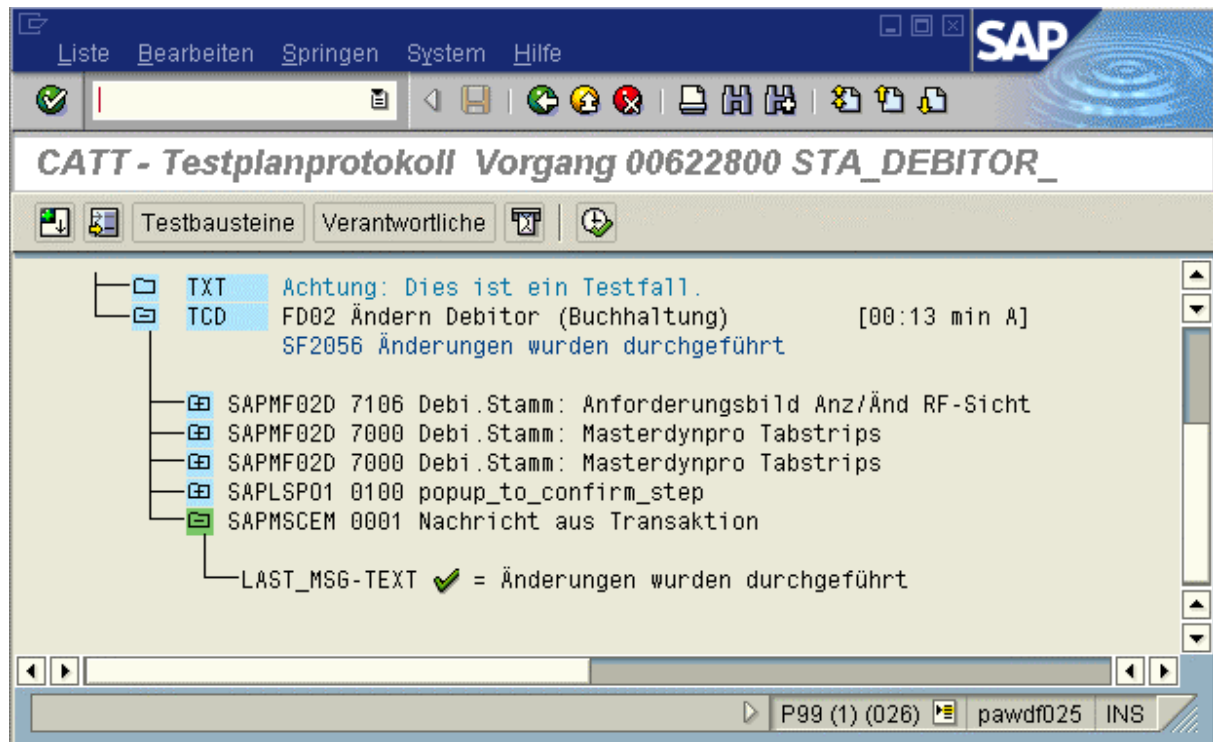 Liste Bearbeiten Springen System Hilfe
SAP
CATT - Testplanprotokoll Vorgang 00622800 STA_DEBITOR_
Testbausteine Verantwortliche
TXT Achtung: Dies ist ein Testfall.
TCD FD02 Ändern Debitor (Buchhaltung) [00:13 min A]
SF2056 Änderungen wurden durchgeführt
SAPMF02D 7106 Debi.Stamm: Anforderungsbild Anz/Änd RF-Sicht
SAPMF02D 7000 Debi.Stamm: Masterdynpro Tabstrips
SAPMF02D 7000 Debi.Stamm: Masterdynpro Tabstrips
SAPLSPO1 0100 popup_to_confirm_step
SAPMSCEM 0001 Nachricht aus Transaktion
LAST_MSG-TEXT ✔ = Änderungen wurden durchgeführt
P99 (1) (026) pawdf025 INS